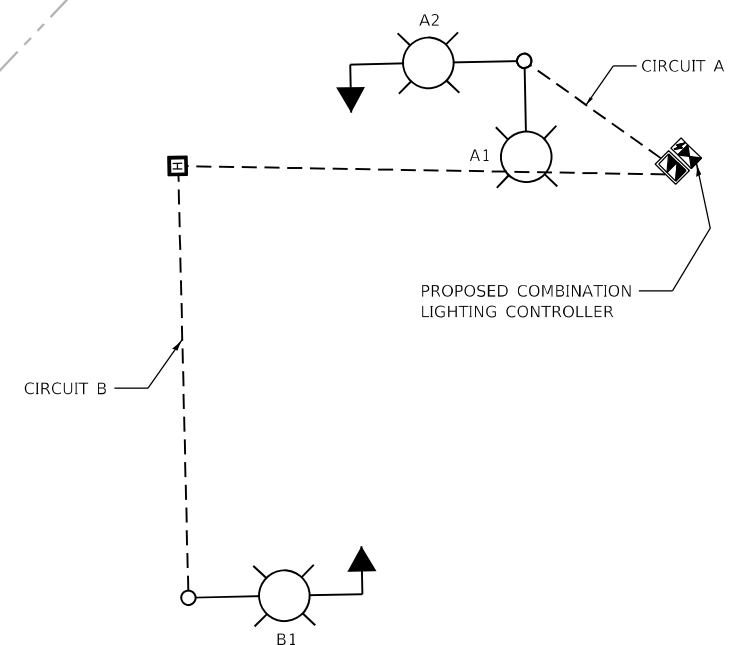 A2
CIRCUIT A
A1
H
PROPOSED COMBINATION
LIGHTING CONTROLLER
CIRCUIT B
B1